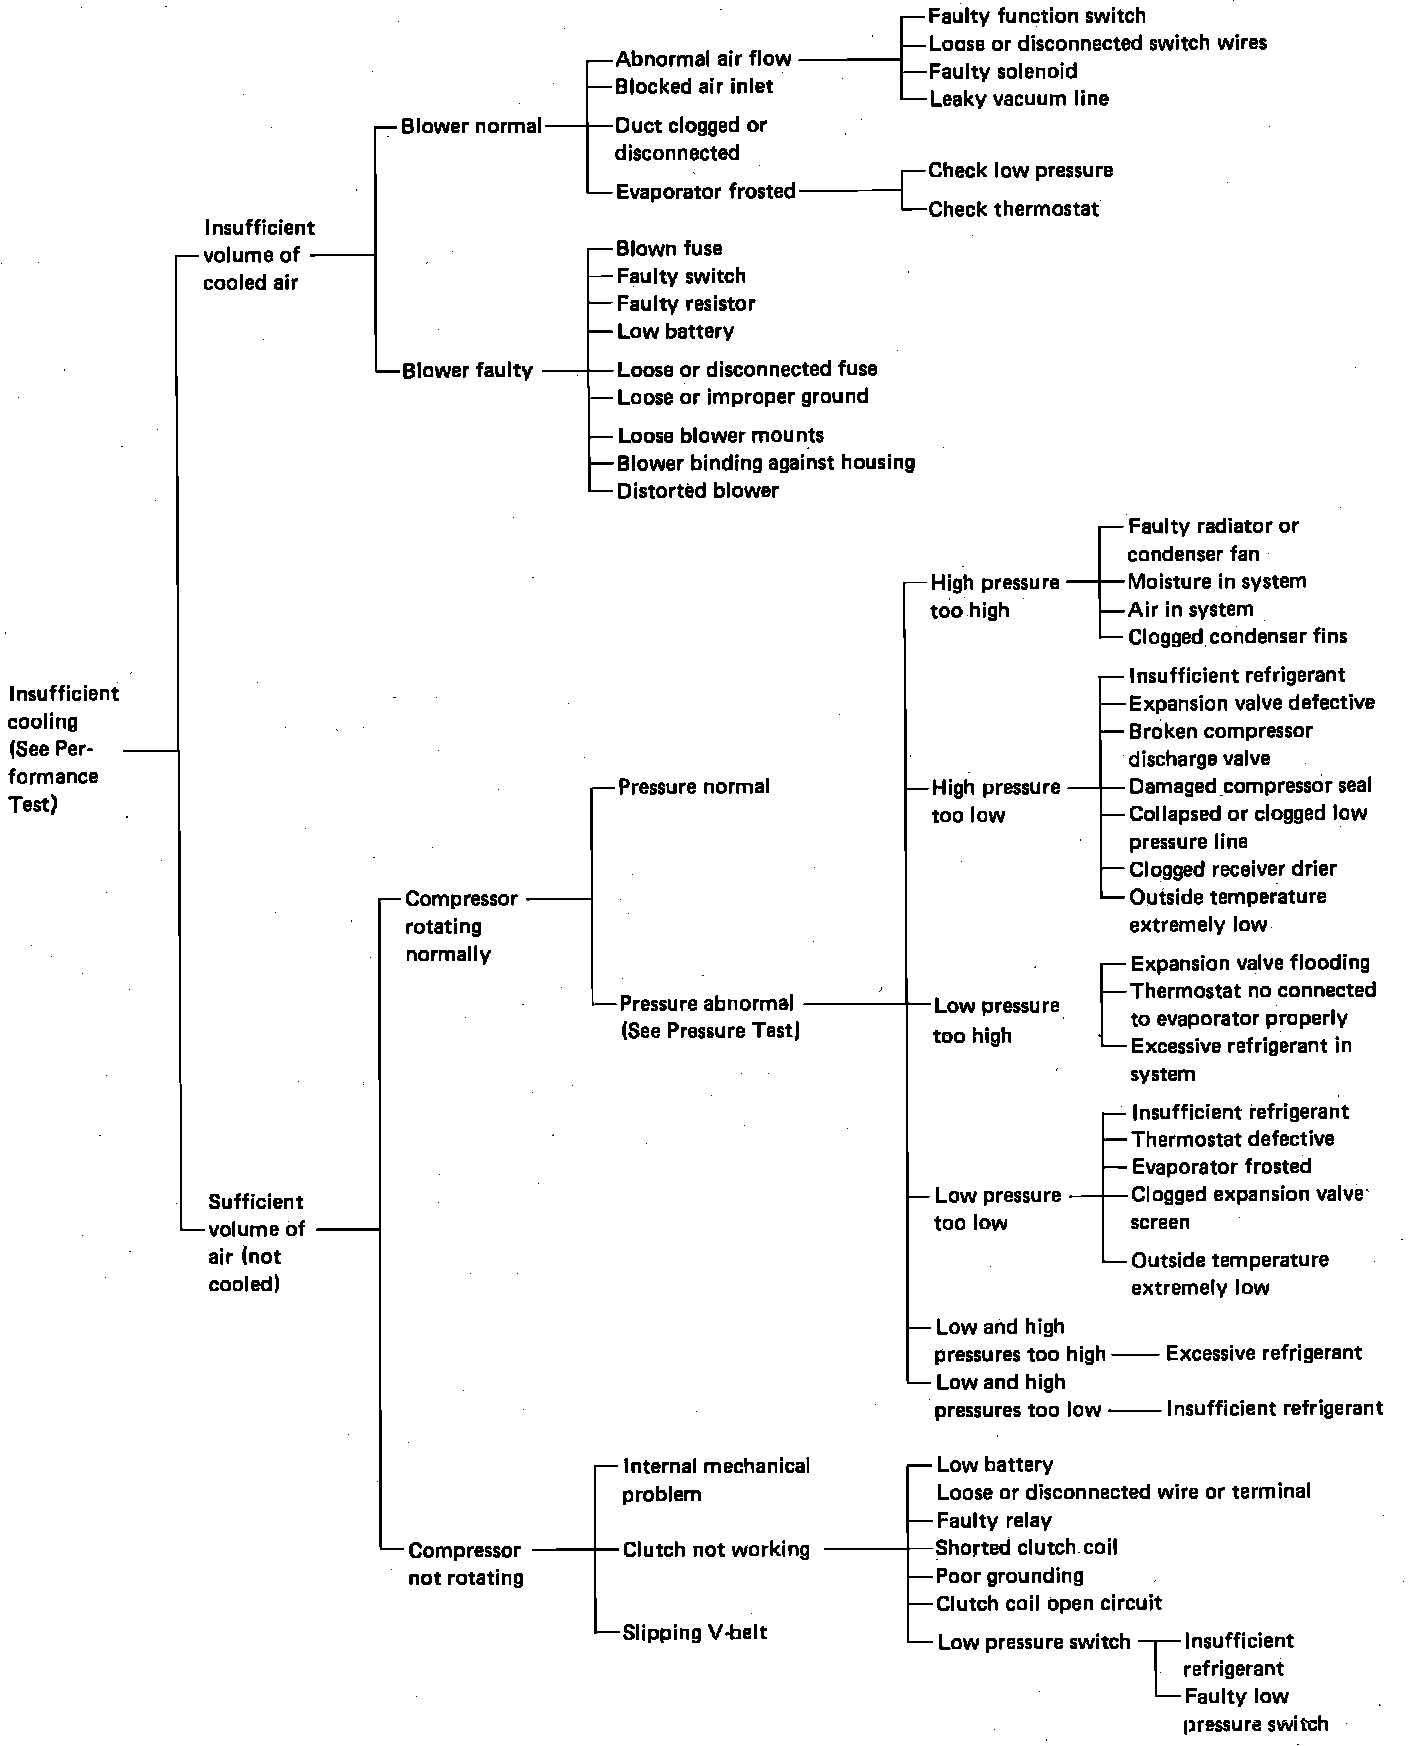 Insufficient
cooling
(See Per-
formance
Test)
Insufficient
volume of
cooled air
Blower normal
Abnormal air flow
Faulty function switch
Loose or disconnected switch wires
Faulty solenoid
Leaky vacuum line
Blocked air inlet
Duct clogged or
disconnected
Evaporator frosted
Check low pressure
Check thermostat
Blower faulty
Blown fuse
Faulty switch
Faulty resistor
Low battery
Loose or disconnected fuse
Loose or improper ground
Loose blower mounts
Blower binding against housing
Distorted blower
Sufficient
volume of
air (not
cooled)
Compressor
rotating
normally
Pressure normal
Pressure abnormal
(See Pressure Test)
High pressure
too high
Faulty radiator or
condenser fan
Moisture in system
Air in system
Clogged condenser fins
High pressure
too low
Insufficient refrigerant
Expansion valve defective
Broken compressor
discharge valve
Damaged compressor seal
Collapsed or clogged low
pressure line
Clogged receiver drier
Outside temperature
extremely low
Low pressure
too high
Expansion valve flooding
Thermostat no connected
to evaporator properly
Excessive refrigerant in
system
Low pressure
too low
Insufficient refrigerant
Thermostat defective
Evaporator frosted
Clogged expansion valve
screen
Outside temperature
extremely low
Low and high
pressures too high
Excessive refrigerant
Low and high
pressures too low
Insufficient refrigerant
Compressor
not rotating
Internal mechanical
problem
Clutch not working
Low battery
Loose or disconnected wire or terminal
Faulty relay
Shorted clutch coil
Poor grounding
Clutch coil open circuit
Low pressure switch
Insufficient
refrigerant
Faulty low
pressure switch
Slipping V-belt